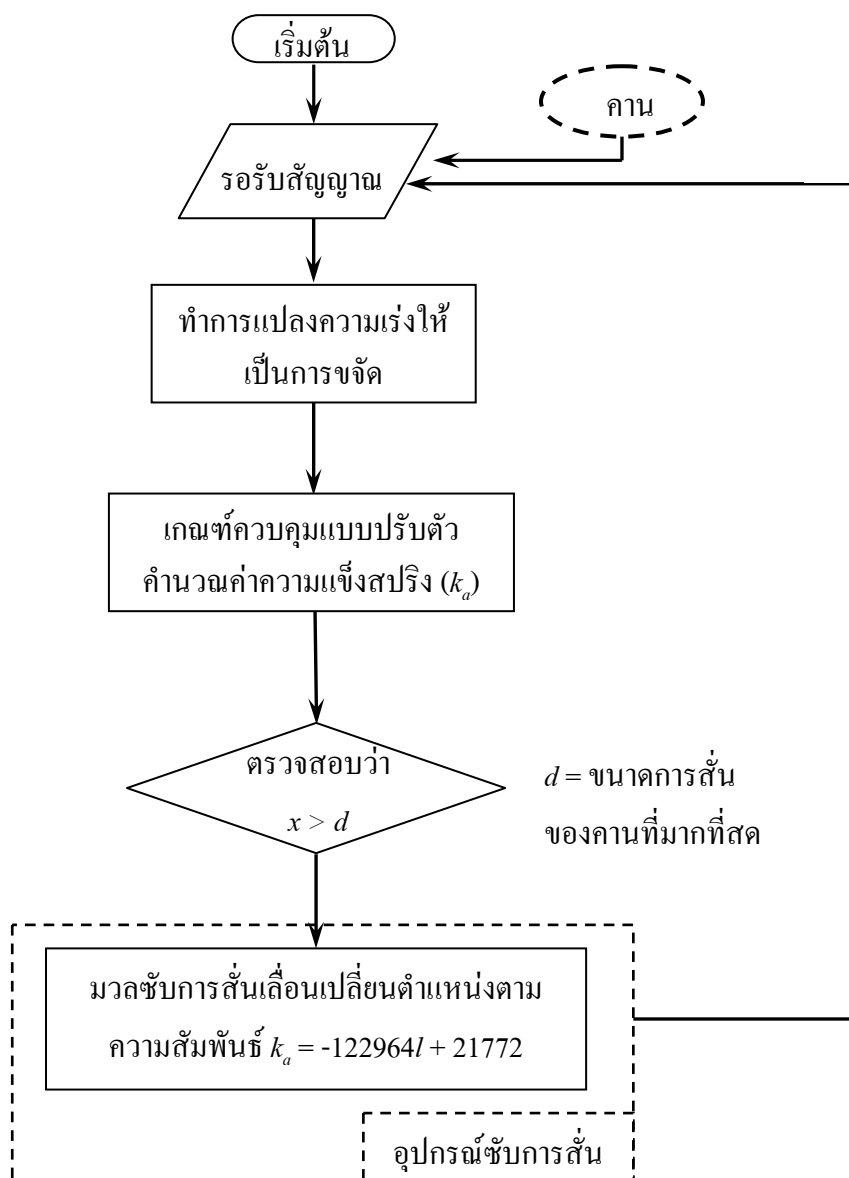 เริ่มต้น
คาน
รอรับสัญญาณ
ทำการแปลงความเร่งให้
เป็นการขจัด
เกณฑ์ควบคุมแบบปรับตัว
คำนวณค่าความแข็งสปริง (kₐ)
ตรวจสอบว่า
x > d
d = ขนาดการสั่น
ของคานที่มากที่สด
มวลซับการสั่นเลื่อนเปลี่ยนตำแหน่งตาม
ความสัมพันธ์ kₐ = -122964l + 21772
อุปกรณ์ซับการสั่น